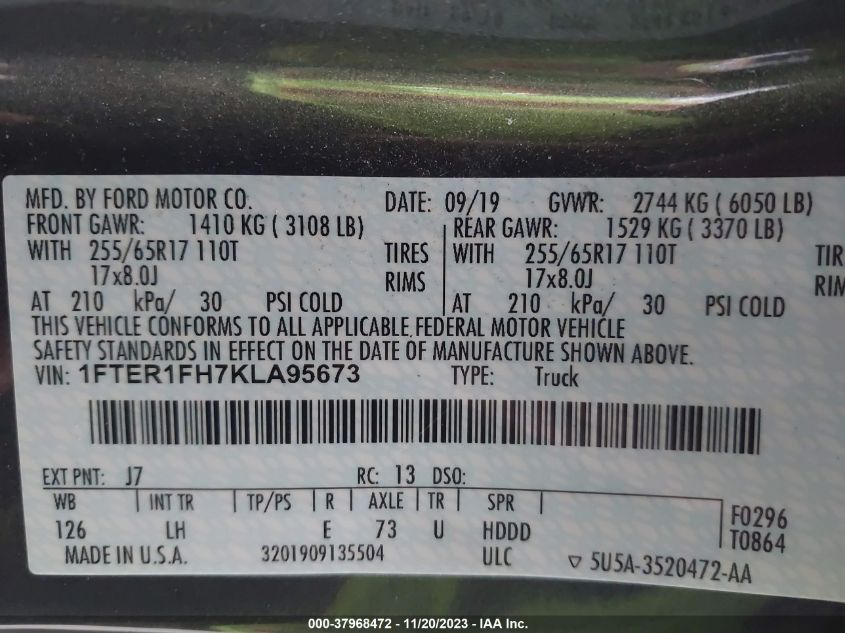 MFD. BY FORD MOTOR CO. DATE: 09/19 GVWR: 2744 KG ( 6050 LB)
FRONT GAWR: 1410 KG ( 3108 LB) REAR GAWR: 1529 KG ( 3370 LB)
WITH 255/65R17 110T TIRES WITH 255/65R17 110T TIR
17x8.0J RIMS 17x8.0J RIM
AT 210 kPa/ 30 PSI COLD AT 210 kPa/ 30 PSI COLD
THIS VEHICLE CONFORMS TO ALL APPLICABLE FEDERAL MOTOR VEHICLE
SAFETY STANDARDS IN EFFECT ON THE DATE OF MANUFACTURE SHOWN ABOVE.
VIN: 1FTER1FH7KLA95673 TYPE: Truck
EXT PNT: J7 RC: 13 DSO:
WB INT TR TP/PS R AXLE TR SPR
126 LH E 73 U HDDD
F0296
T0864
MADE IN U.S.A. 3201909135504 ULC ▽ 5U5A-3520472-AA
000-37968472 - 11/20/2023 - IAA Inc.